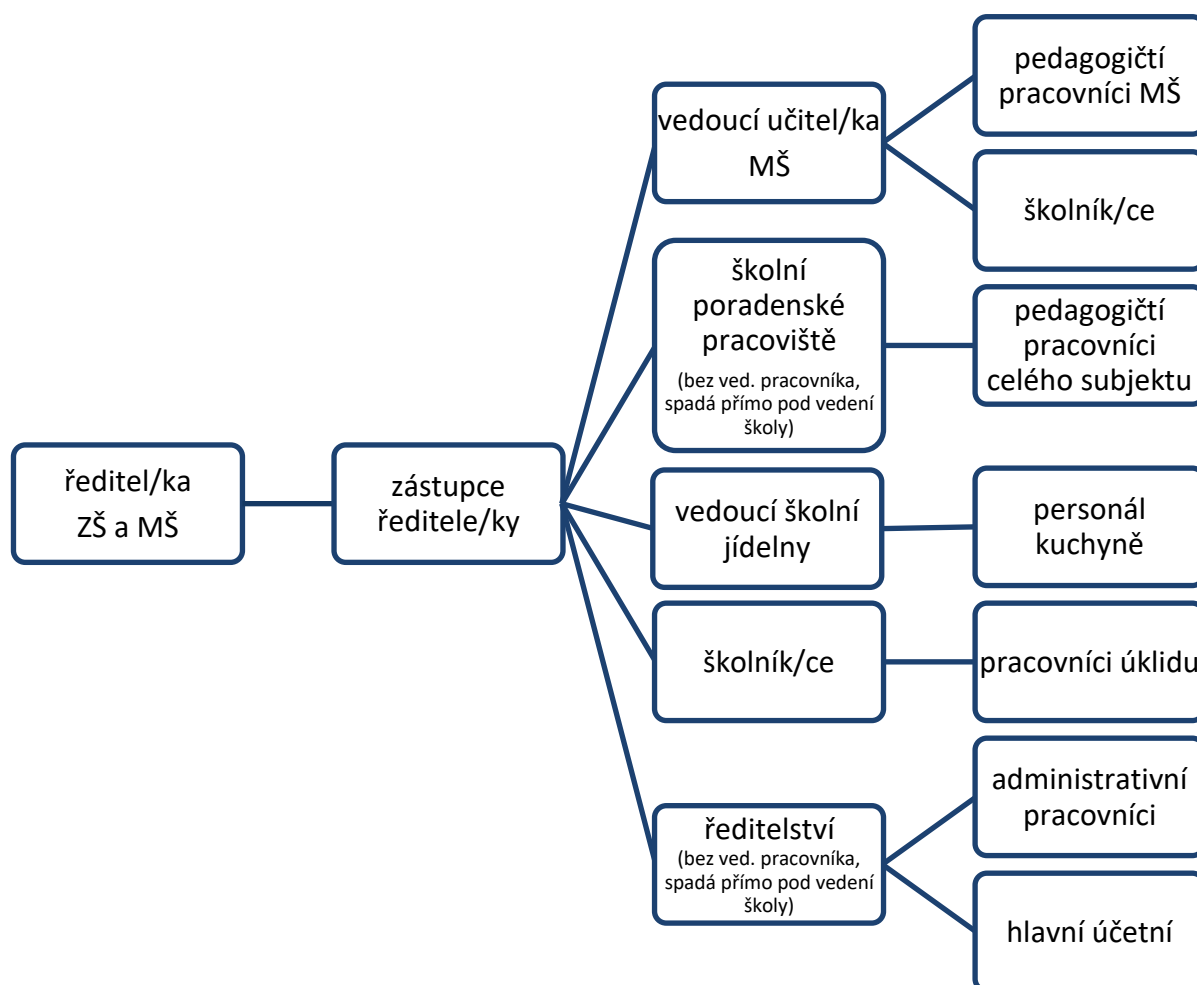 ředitel/ka
ZŠ a MŠ
zástupce
ředitele/ky
vedoucí učitel/ka
MŠ
pedagogičtí
pracovníci MŠ
školník/ce
školní
poradenské
pracoviště
(bez ved. pracovníka,
spadá přímo pod vedení
školy)
pedagogičtí
pracovníci
celého subjektu
vedoucí školní
jídelny
personál
kuchyně
školník/ce
pracovníci úklidu
ředitelství
(bez ved. pracovníka,
spadá přímo pod vedení
školy)
administrativní
pracovníci
hlavní účetní